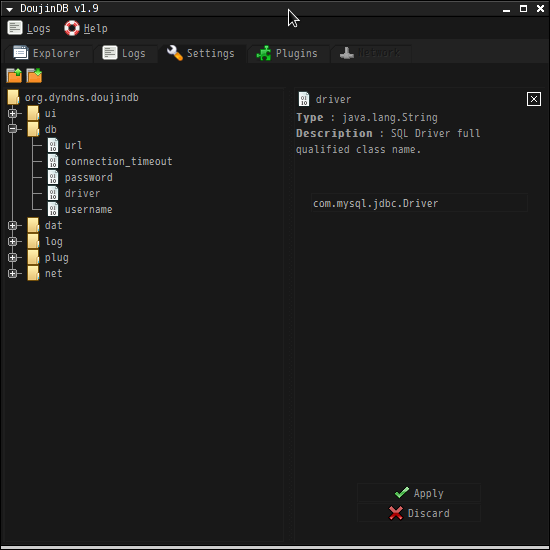 DoujinDB v1.9
Logs Help
Explorer Logs Settings Plugins Network
org.dyndns.doujindb
ui
db
url
connection_timeout
password
driver
username
dat
log
plug
net
driver
Type : java.lang.String
Description : SQL Driver full
qualified class name.
com.mysql.jdbc.Driver
Apply
Discard